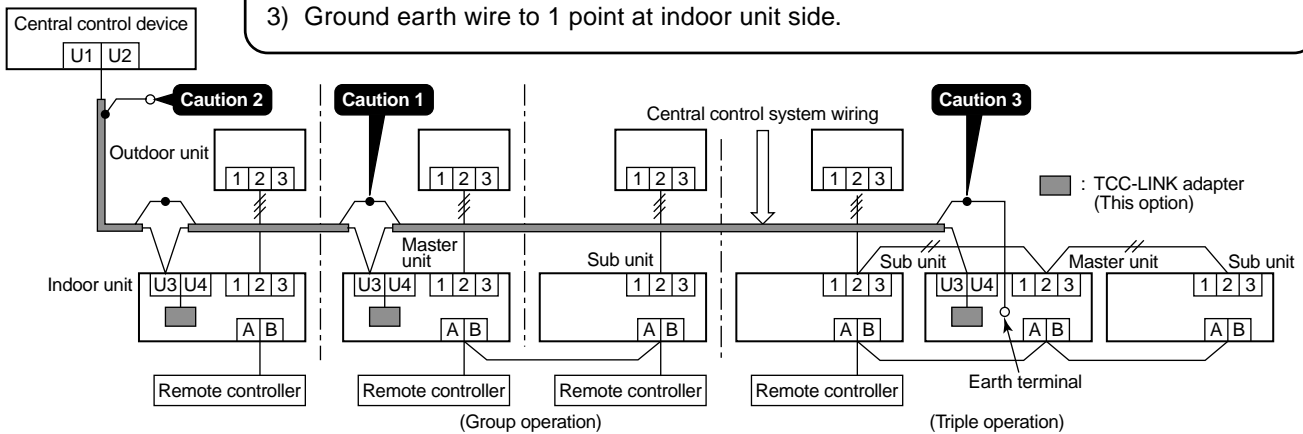 3) Ground earth wire to 1 point at indoor unit side.
Central control device
U1 U2
Caution 2
Caution 1
Caution 3
Central control system wiring
Outdoor unit
1 2 3
1 2 3
1 2 3
1 2 3
: TCC-LINK adapter
(This option)
Master
unit
Sub unit
Sub unit
Master unit
Sub unit
Indoor unit
U3 U4
1 2 3
U3 U4
1 2 3
1 2 3
1 2 3
U3 U4
1 2 3
1 2 3
A B
A B
A B
A B
A B
A B
Remote controller
Remote controller
Remote controller
Remote controller
Earth terminal
(Group operation)
(Triple operation)